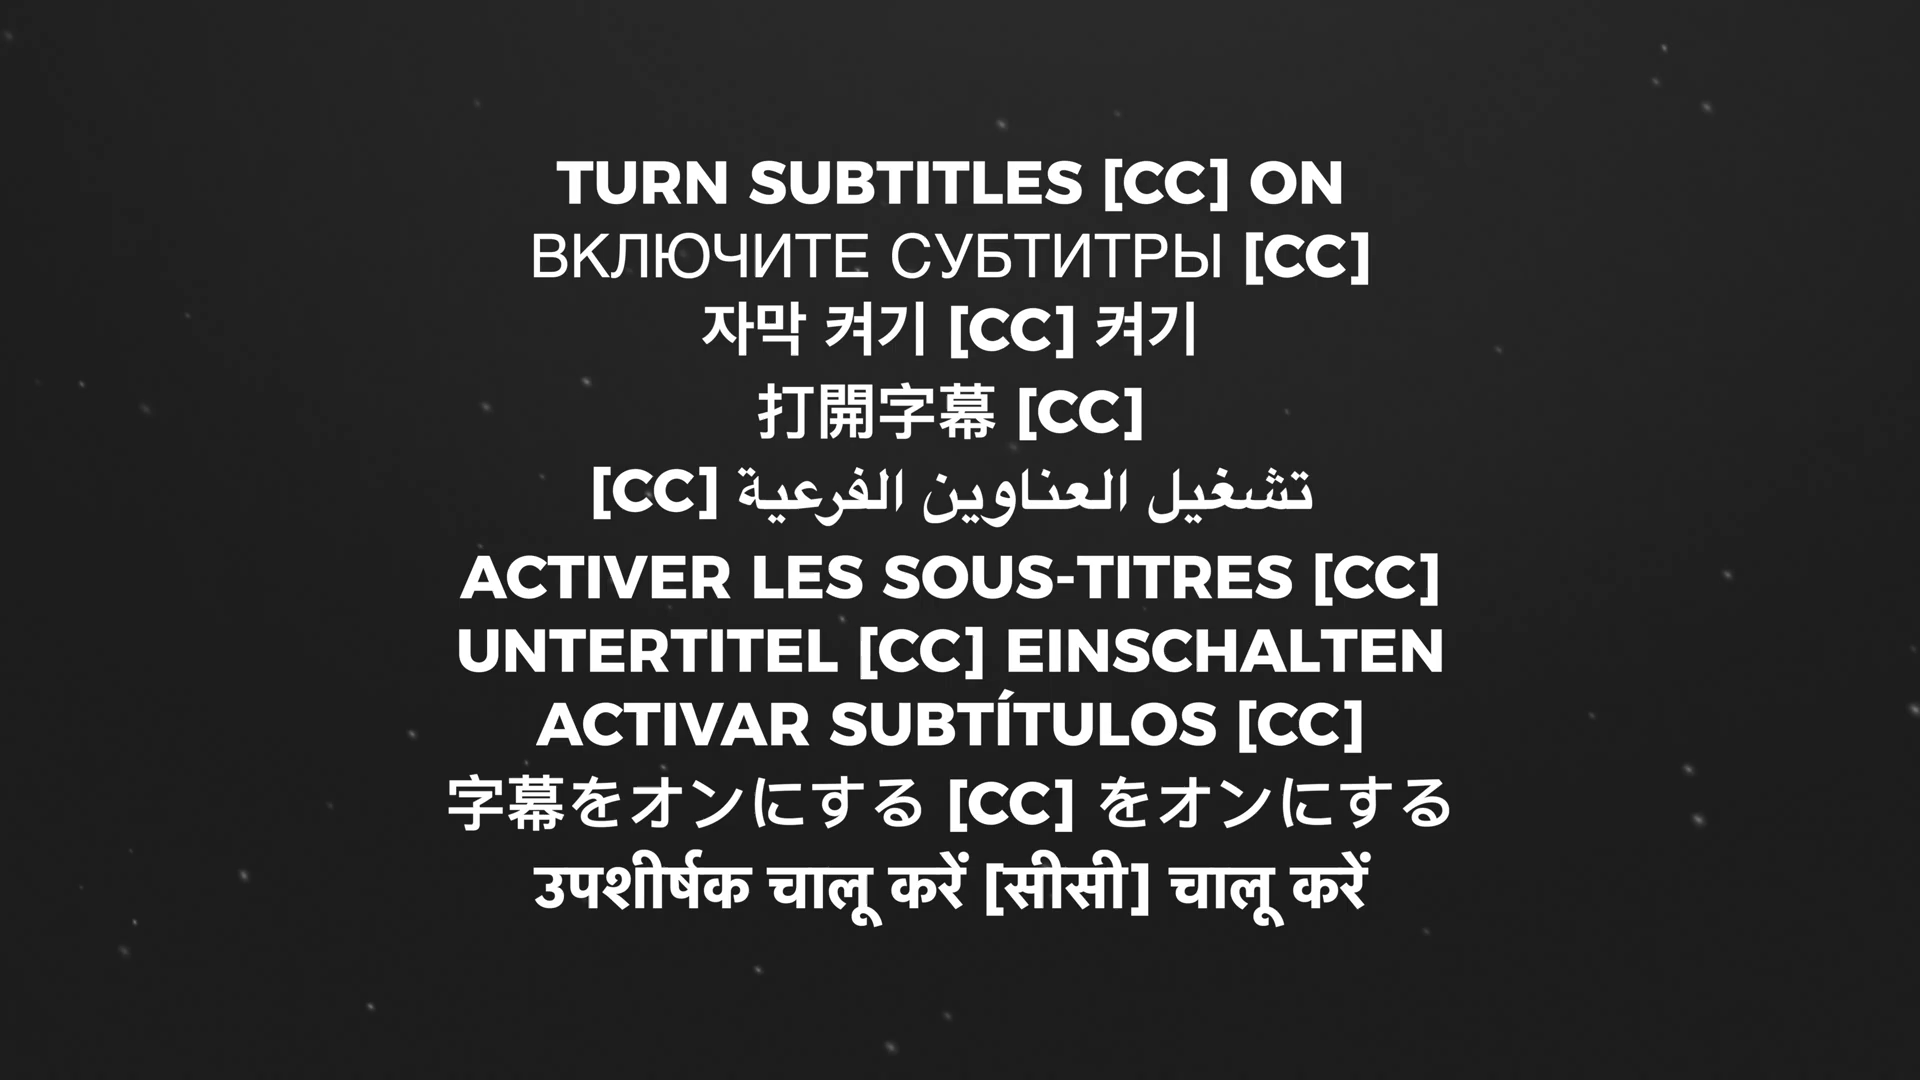 TURN SUBTITLES [CC] ON
ВКЛЮЧИТЕ СУБТИТРЫ [CC]
자막 켜기 [CC] 켜기
打開字幕 [CC]
تشغيل العناوين الفرعية [CC]
ACTIVER LES SOUS-TITRES [CC]
UNTERTITEL [CC] EINSCHALTEN
ACTIVAR SUBTÍTULOS [CC]
字幕をオンにする [CC] をオンにする
उपशीर्षक चालू करें [सीसी] चालू करें